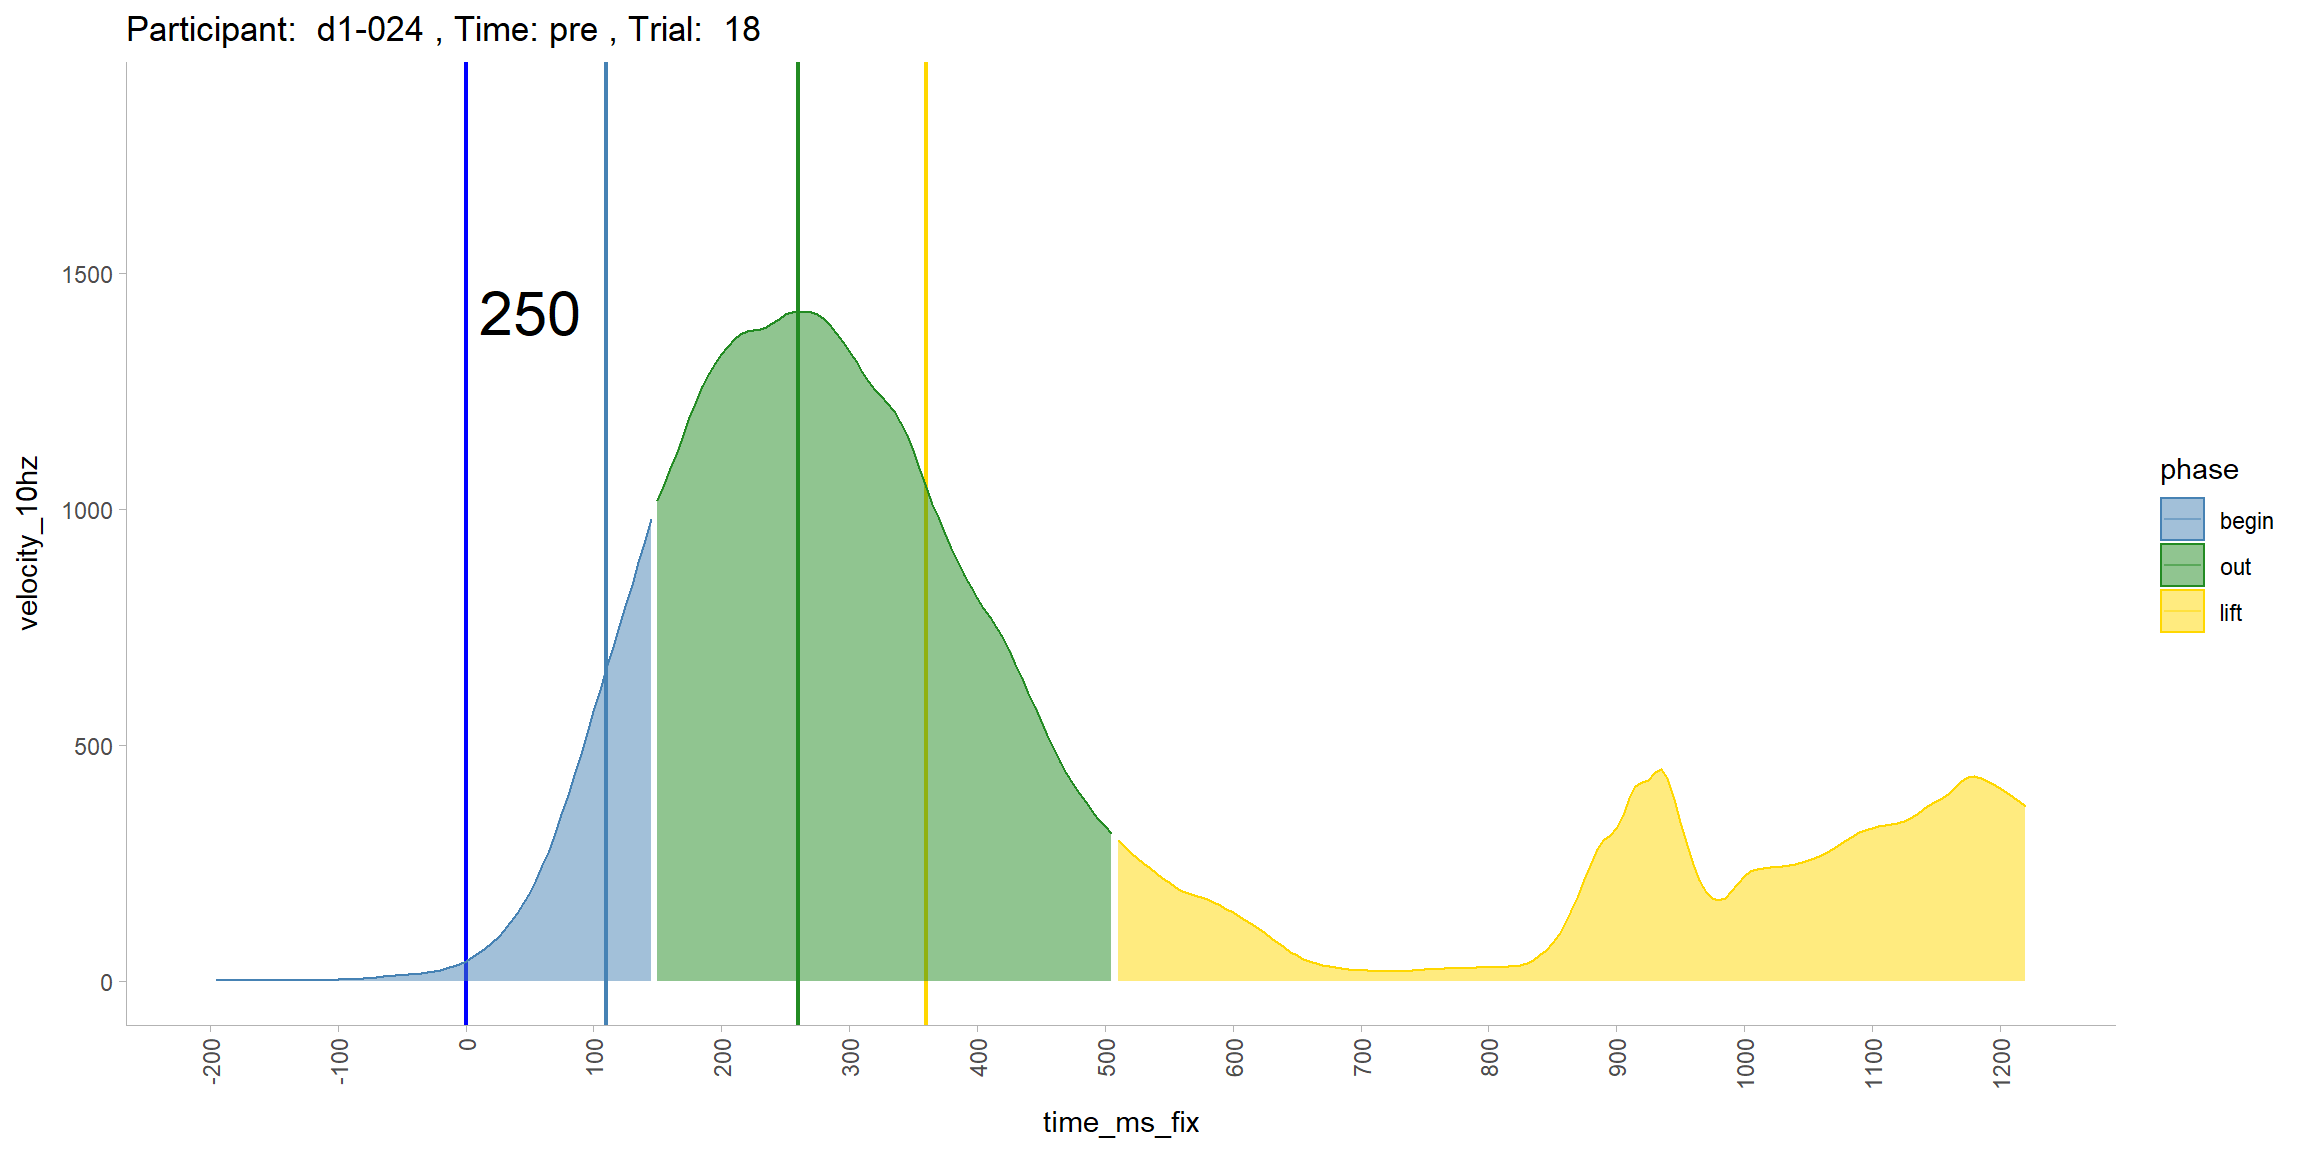 Participant:  d1-024 , Time: pre , Trial:  18
1500
1000
500
0
250
velocity_10hz
-200
-100
0
100
200
300
400
500
600
700
800
900
1000
1100
1200
time_ms_fix
phase
begin
out
lift